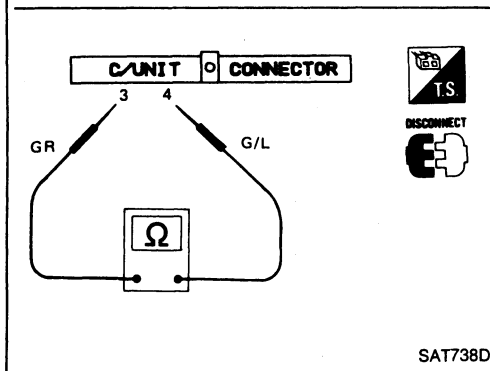 C/UNIT CONNECTOR
3 4
GR G/L
Ω
T.S.
DISCONNECT
SAT738D